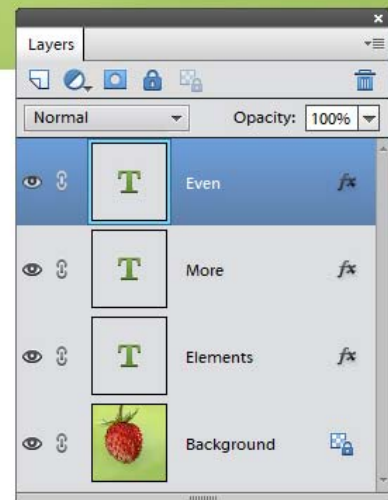 Layers
Normal Opacity: 100%
T Even fx
T More fx
T Elements fx
Background